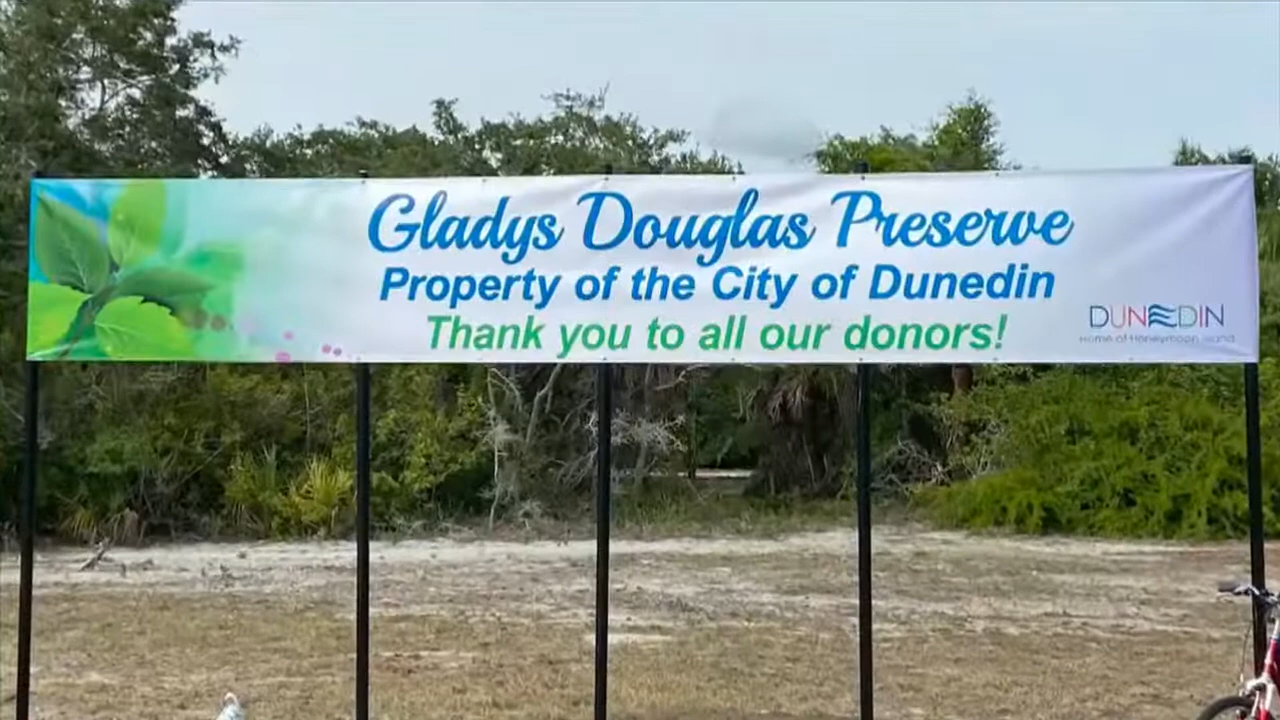 Gladys Douglas Preserve
Property of the City of Dunedin
Thank you to all our donors!
DUNEDIN
Home of Honeymoon Island